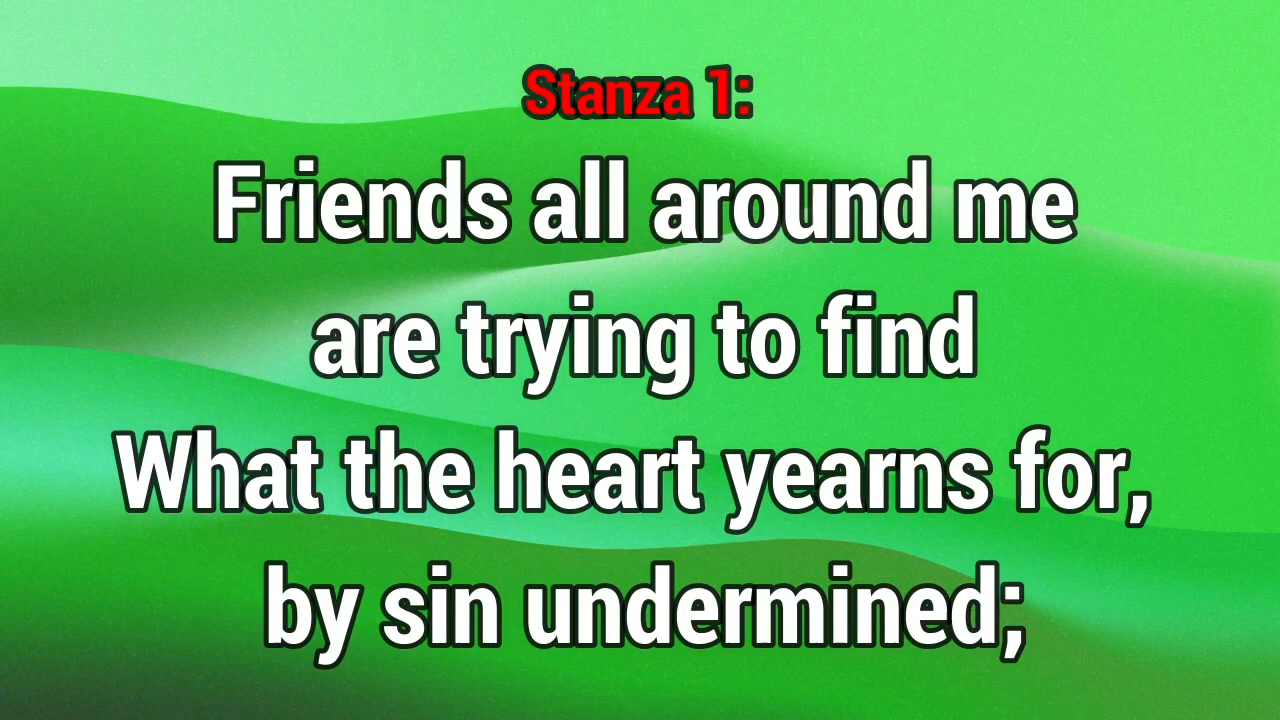 Stanza 1:
Friends all around me
are trying to find
What the heart yearns for,
by sin undermined;